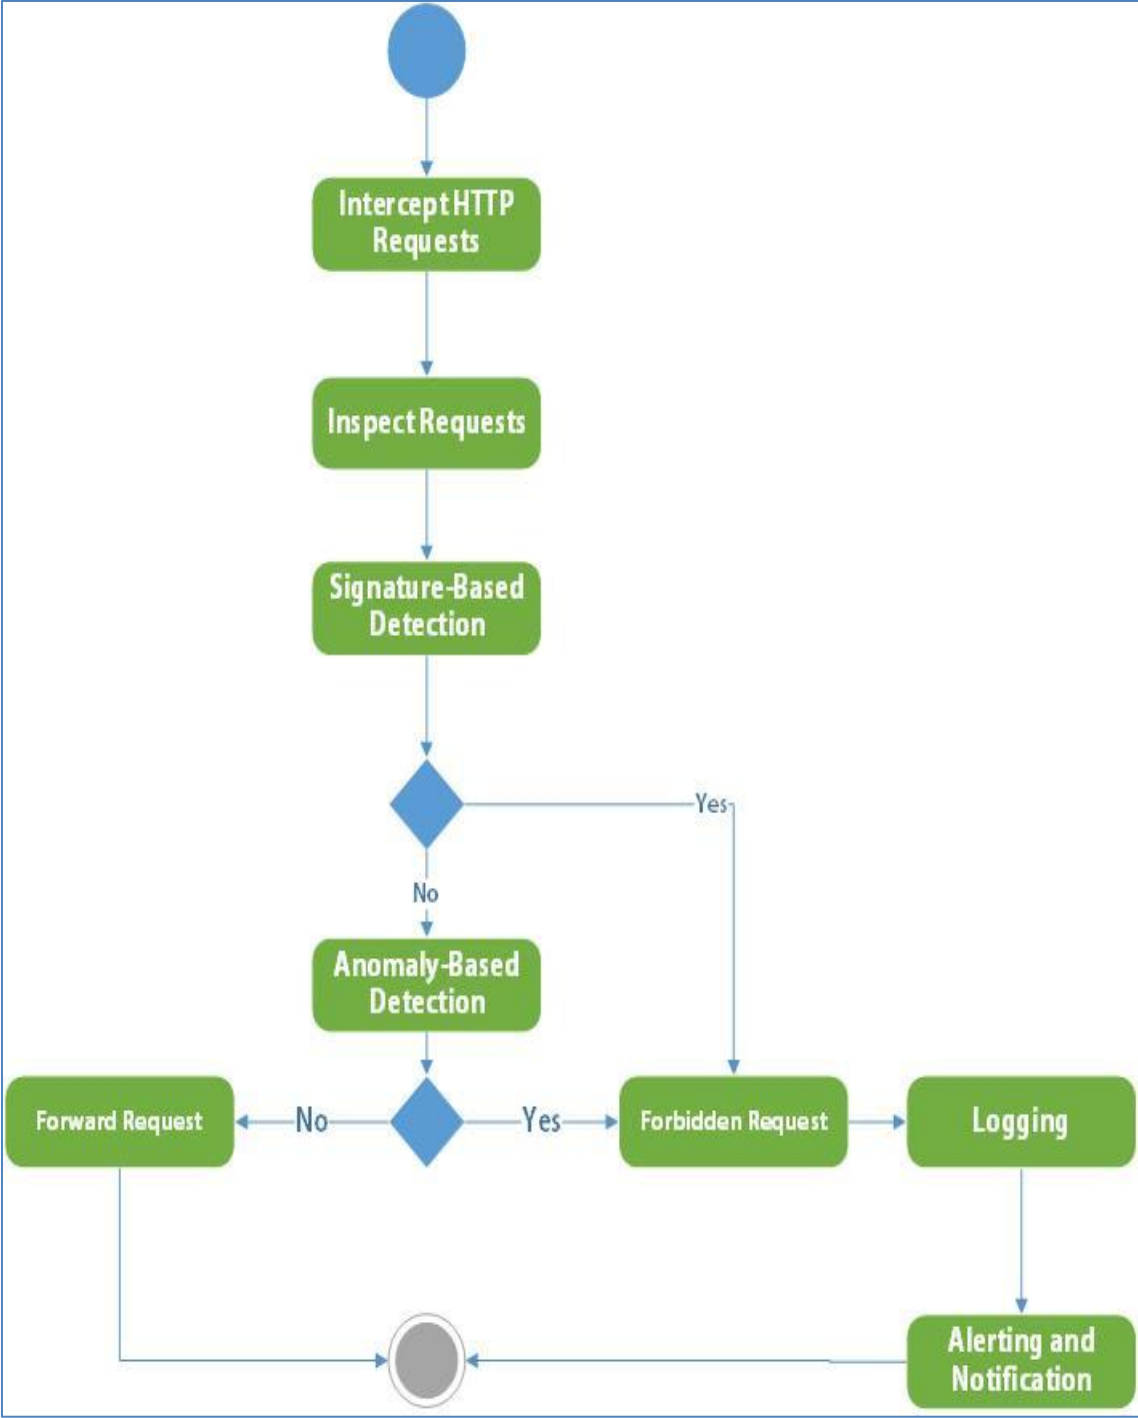 Intercept HTTP
Requests
Inspect Requests
Signature-Based
Detection
Yes
No
Anomaly-Based
Detection
Forward Request
No
Yes
Forbidden Request
Logging
Alerting and
Notification